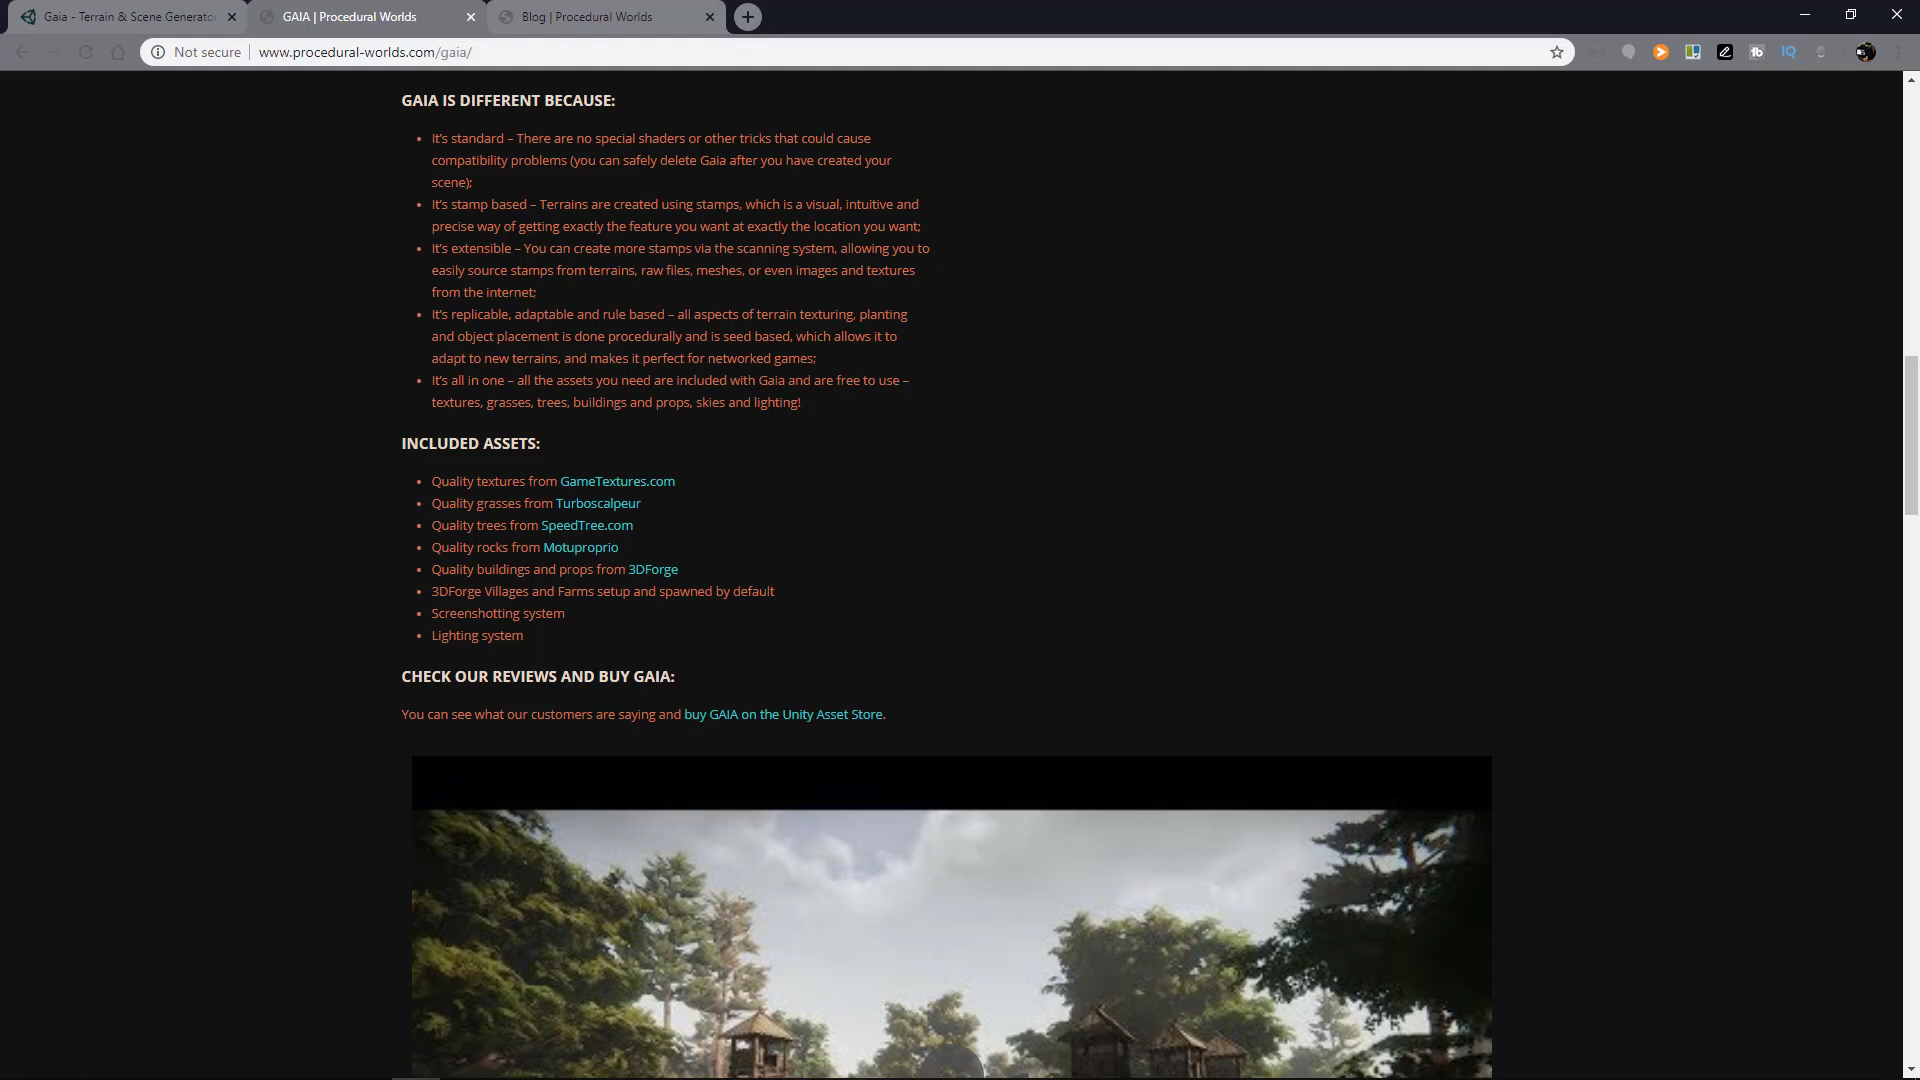 Gaia - Terrain & Scene Generato
GAIA | Procedural Worlds
Blog | Procedural Worlds
Not secure
www.procedural-worlds.com/gaia/
GAIA IS DIFFERENT BECAUSE:
It's standard – There are no special shaders or other tricks that could cause
compatibility problems (you can safely delete Gaia after you have created your
scene);
It's stamp based – Terrains are created using stamps, which is a visual, intuitive and
precise way of getting exactly the feature you want at exactly the location you want;
It's extensible – You can create more stamps via the scanning system, allowing you to
easily source stamps from terrains, raw files, meshes, or even images and textures
from the internet;
It's replicable, adaptable and rule based – all aspects of terrain texturing, planting
and object placement is done procedurally and is seed based, which allows it to
adapt to new terrains, and makes it perfect for networked games;
It's all in one – all the assets you need are included with Gaia and are free to use –
textures, grasses, trees, buildings and props, skies and lighting!
INCLUDED ASSETS:
Quality textures from GameTextures.com
Quality grasses from Turboscalpeur
Quality trees from SpeedTree.com
Quality rocks from Motuproprio
Quality buildings and props from 3DForge
3DForge Villages and Farms setup and spawned by default
Screenshotting system
Lighting system
CHECK OUR REVIEWS AND BUY GAIA:
You can see what our customers are saying and buy GAIA on the Unity Asset Store.